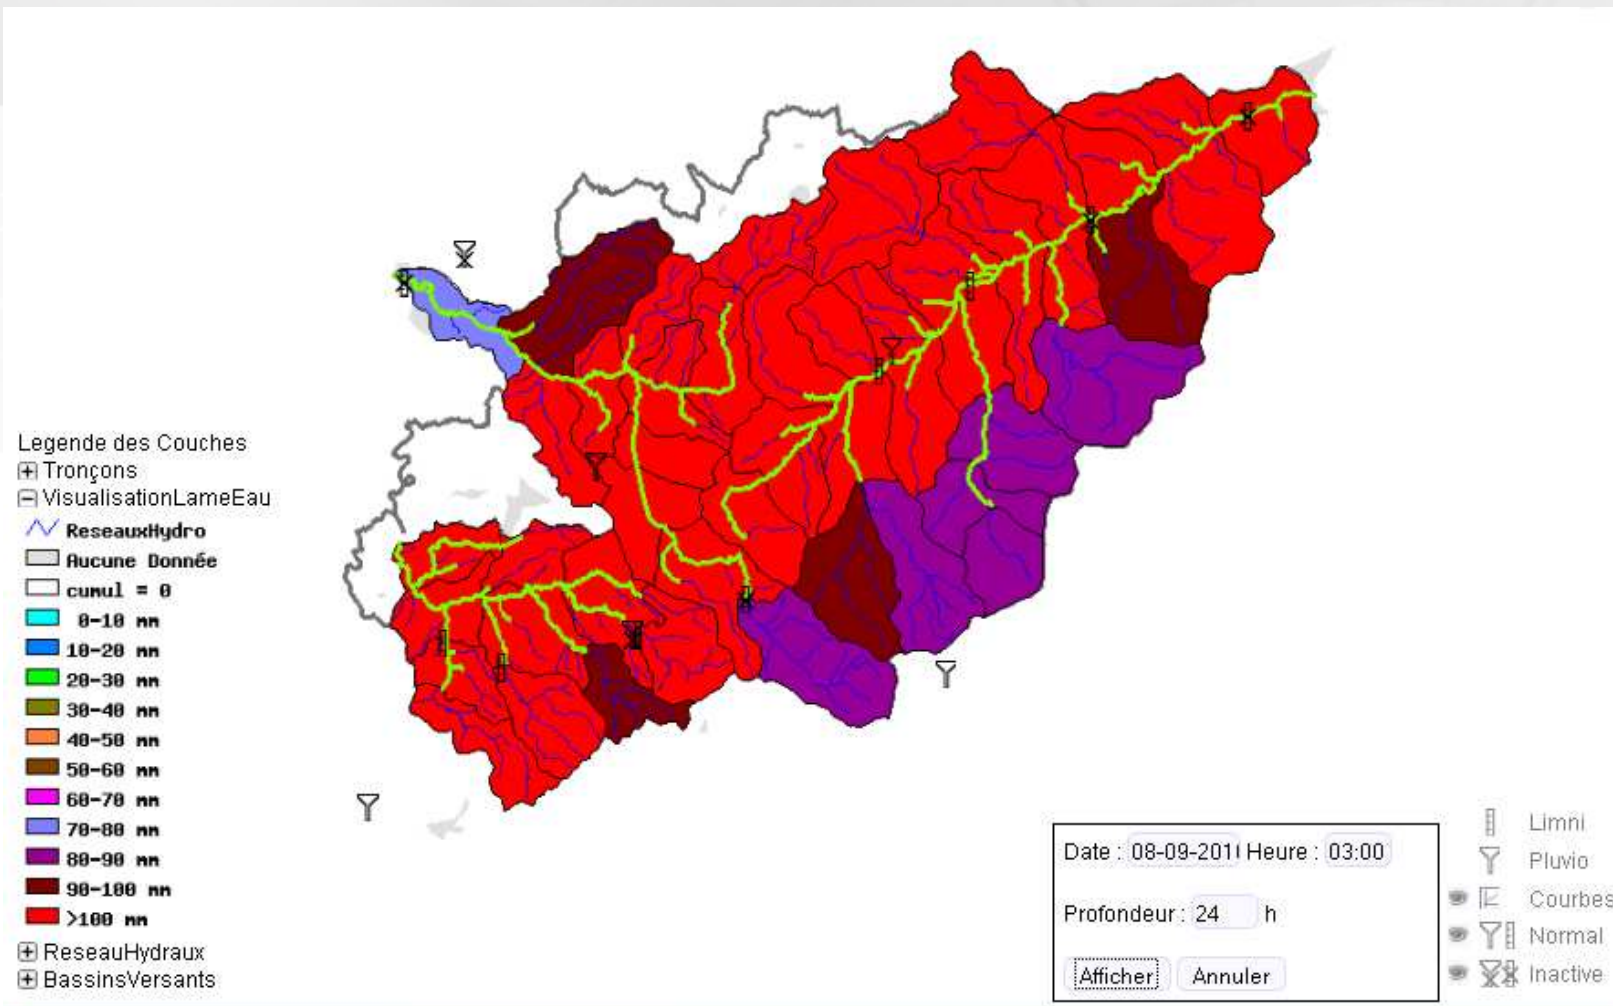 Legende des Couches
Tronçons
VisualisationLameEau
ReseauxHydro
Aucune Donnée
cumul = 0
0-10 mm
10-20 mm
20-30 mm
30-40 mm
40-50 mm
50-60 mm
60-70 mm
70-80 mm
80-90 mm
90-100 mm
>100 mm
ReseauHydraux
BassinsVersants
Date : 08-09-201 Heure : 03:00
Profondeur : 24 h
Afficher Annuler
Limni
Pluvio
Courbes
Normal
Inactive